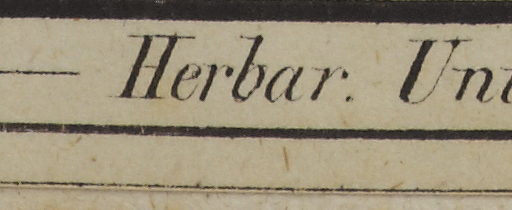 — Herbar. Un